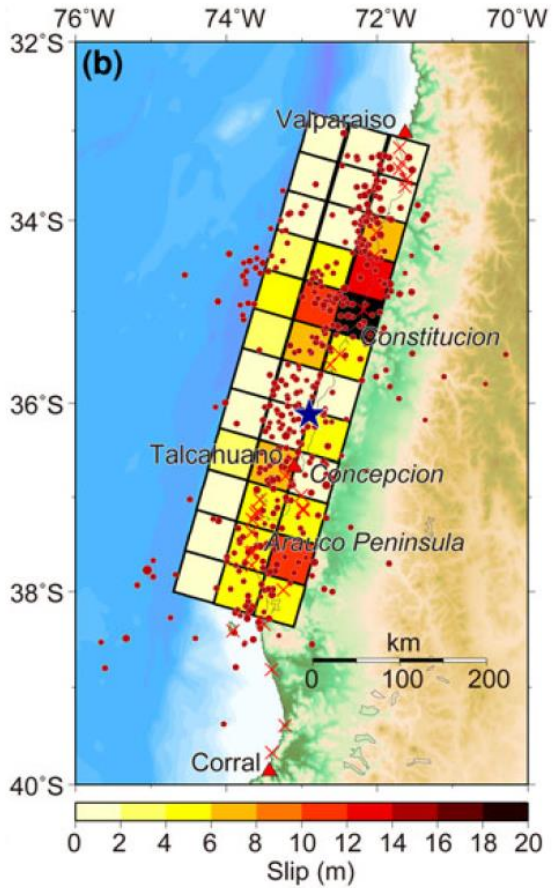 76°W 74°W 72°W 70°W
32°S
(b)
Valparaiso
34°S
Constitucion
36°S
Talcahuano
Concepcion
Arauco Peninsula
38°S
km
0 100 200
Corral
40°S
0 2 4 6 8 10 12 14 16 18 20
Slip (m)